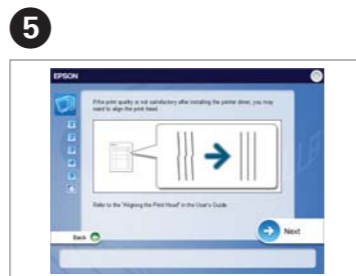 5
EPSON
If the print quality is not satisfactory after installing the printer driver, you may
need to align the print head.
Refer to the "Aligning the Print Head" in the User's Guide.
Back
Next